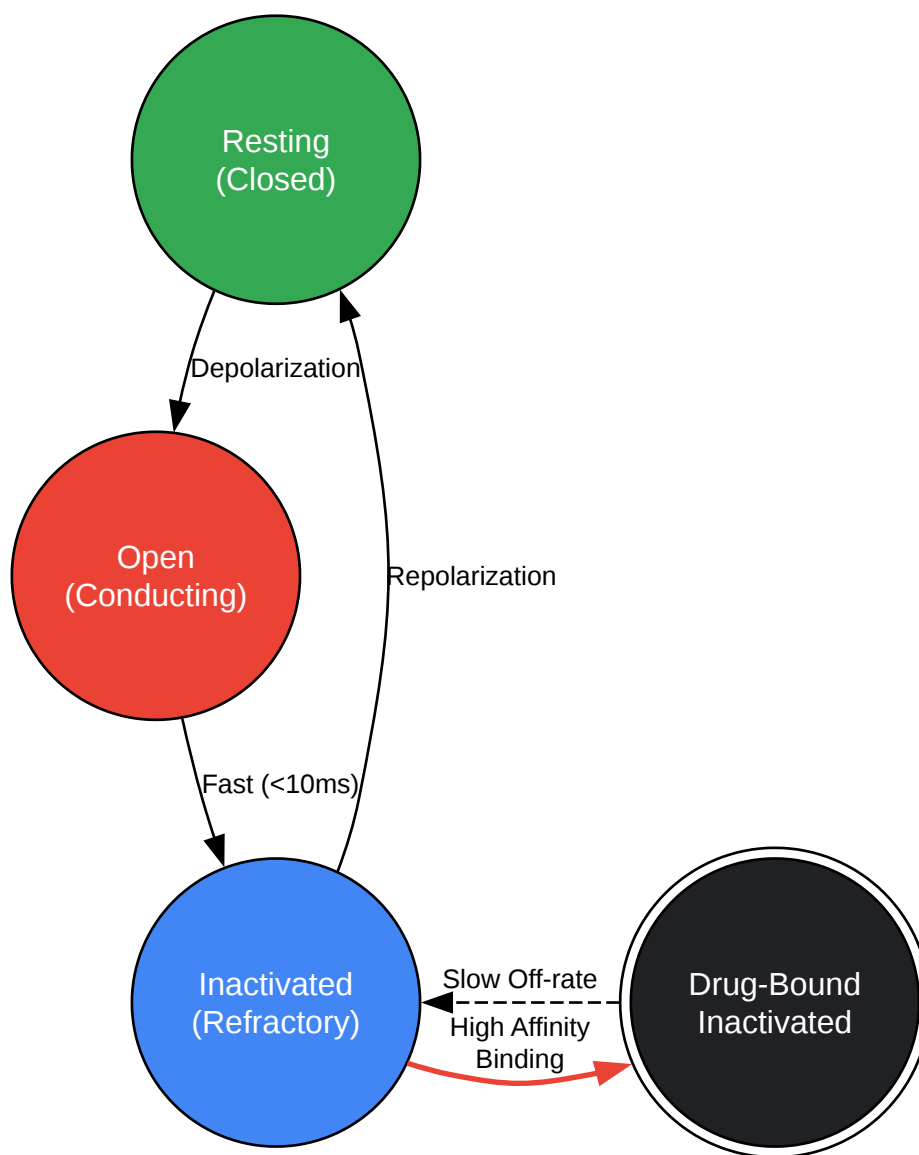 Resting
(Closed)
Depolarization
Open
(Conducting)
Repolarization
Fast (<10ms)
Inactivated
(Refractory)
Slow Off-rate
High Affinity
Binding
Drug-Bound
Inactivated